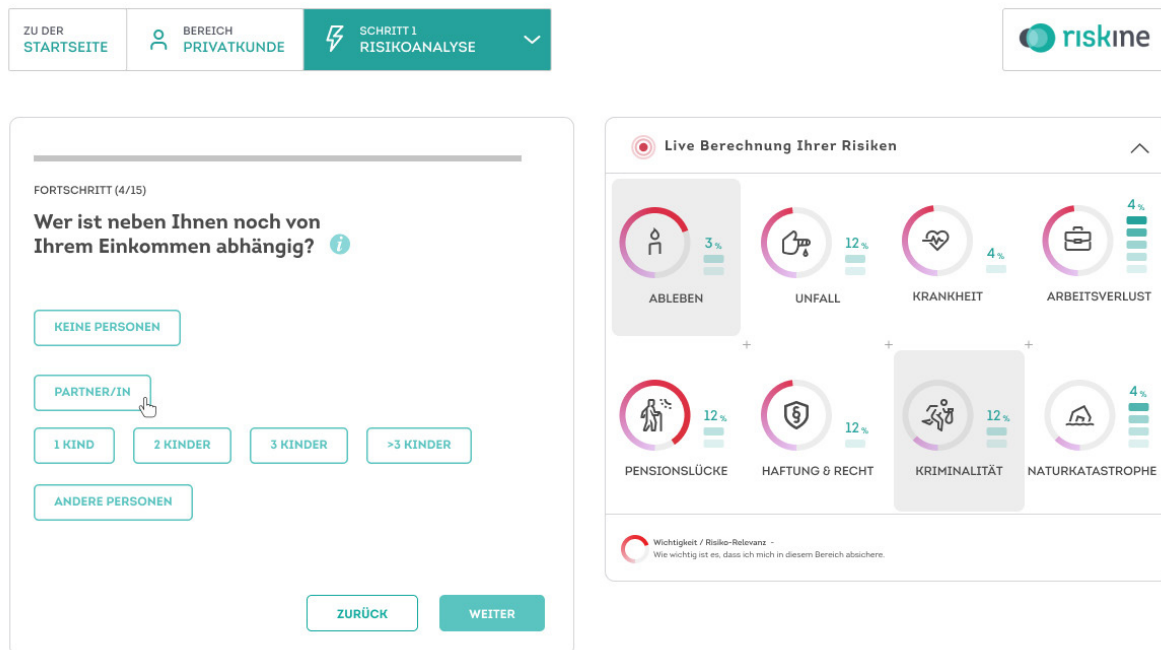 ZU DER
STARTSEITE
BEREICH
PRIVATKUNDE
SCHRITT 1
RISIKOANALYSE
riskine
FORTSCHRITT (4/15)
Wer ist neben Ihnen noch von
Ihrem Einkommen abhängig? i
KEINE PERSONEN
PARTNER/IN
1 KIND
2 KINDER
3 KINDER
>3 KINDER
ANDERE PERSONEN
ZURÜCK
WEITER
Live Berechnung Ihrer Risiken
3%
ABLEBEN
12%
UNFALL
4%
KRANKHEIT
4%
ARBEITSVERLUST
+ + +
12%
PENSIONSLÜCKE
§
12%
HAFTUNG & RECHT
12%
KRIMINALITÄT
4%
NATURKATASTROPHE
Wichtigkeit / Risiko-Relevanz -
Wie wichtig ist es, dass ich mich in diesem Bereich absichere.